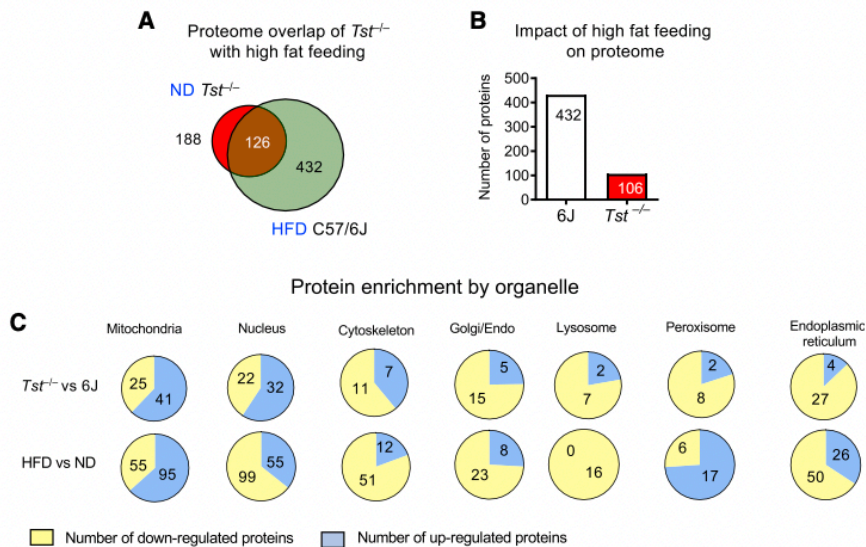 A
Proteome overlap of Tst–/–
with high fat feeding
ND Tst–/–
188
126
432
HFD C57/6J
B
Impact of high fat feeding
on proteome
Number of proteins
500
400
300
200
100
0
432
106
6J
Tst –/–
Protein enrichment by organelle
C
Mitochondria
Nucleus
Cytoskeleton
Golgi/Endo
Lysosome
Peroxisome
Endoplasmic
reticulum
Tst–/– vs 6J
25
41
22
32
7
11
5
15
2
7
2
8
4
27
HFD vs ND
55
95
99
55
12
51
8
23
0
16
6
17
26
50
Number of down-regulated proteins
Number of up-regulated proteins